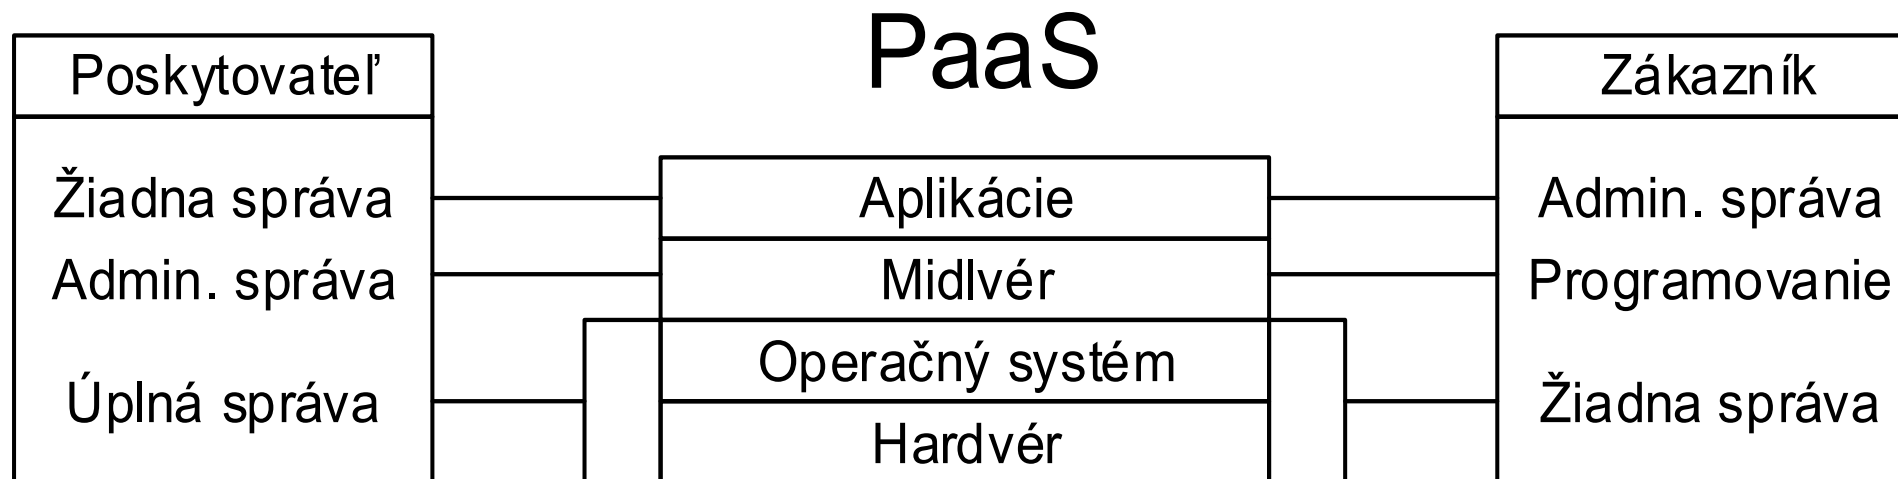 PaaS
Poskytovateľ
Zákazník
Žiadna správa
Aplikácie
Admin. správa
Admin. správa
Midlvér
Programovanie
Operačný systém
Úplná správa
Žiadna správa
Hardvér